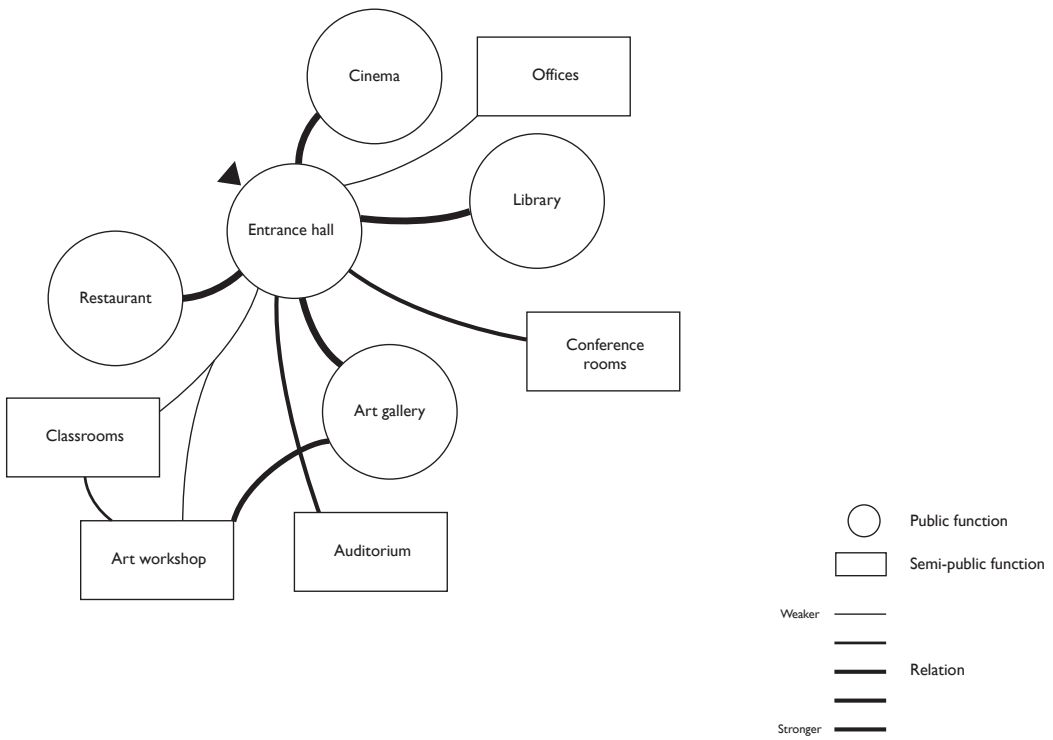 Cinema
Offices
Library
Entrance hall
Restaurant
Conference
rooms
Art gallery
Classrooms
Art workshop
Auditorium
Public function
Semi-public function
Weaker
Relation
Stronger